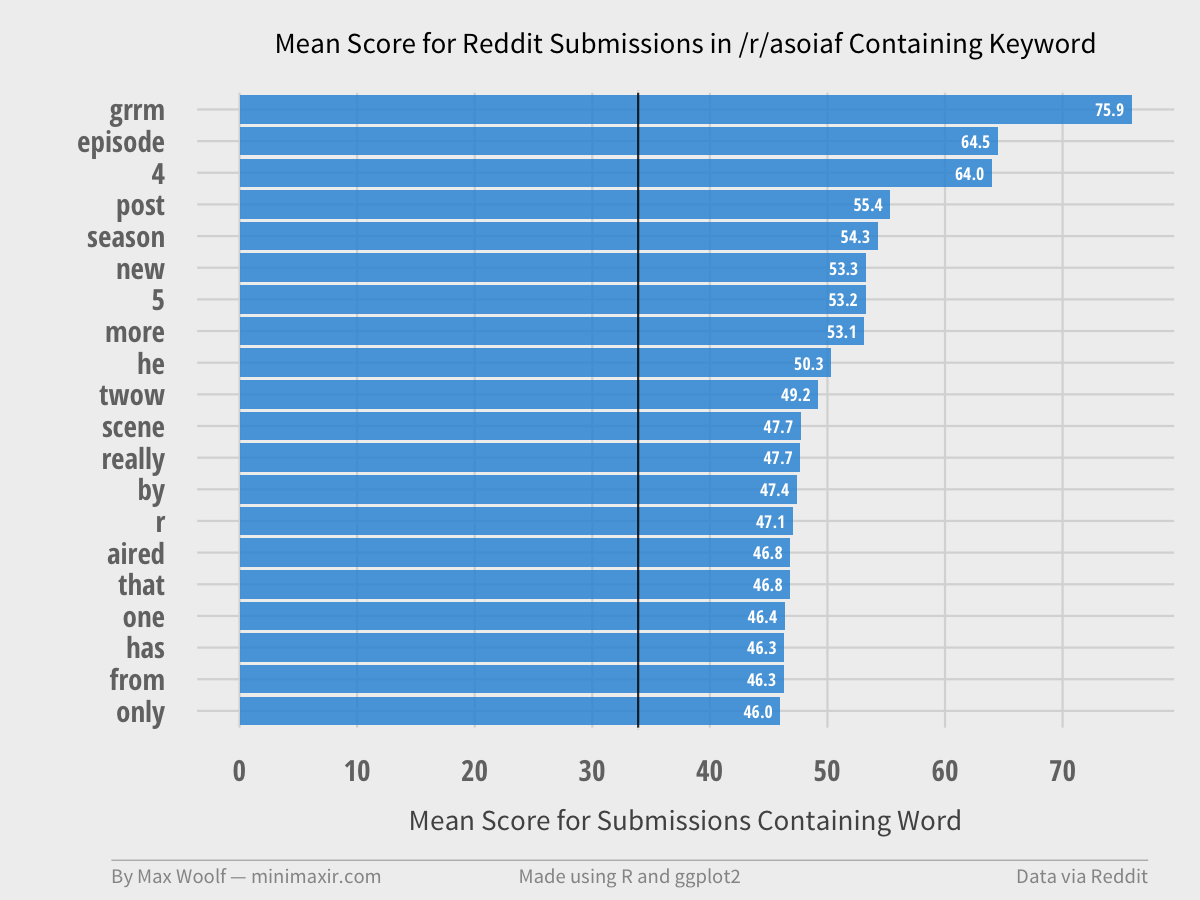 Mean Score for Reddit Submissions in /r/asoiaf Containing Keyword
grrm 75.9
episode 64.5
4 64.0
post 55.4
season 54.3
new 53.3
5 53.2
more 53.1
he 50.3
twow 49.2
scene 47.7
really 47.7
by 47.4
r 47.1
aired 46.8
that 46.8
one 46.4
has 46.3
from 46.3
only 46.0
0 10 20 30 40 50 60 70
Mean Score for Submissions Containing Word
By Max Woolf — minimaxir.com Made using R and ggplot2 Data via Reddit